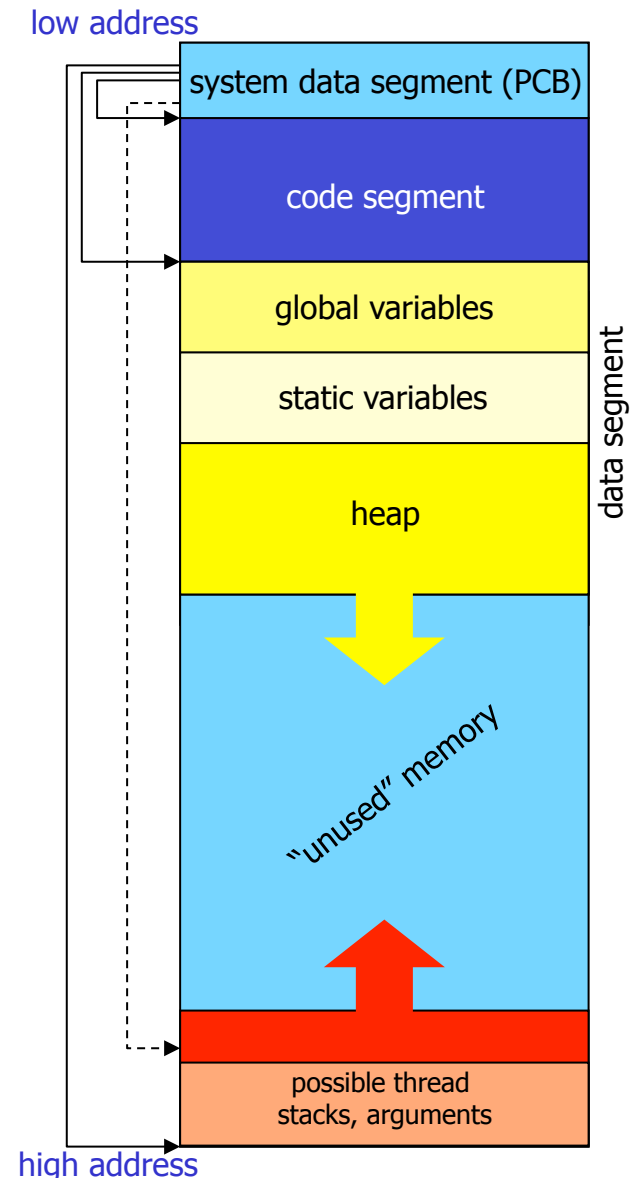 low address
system data segment (PCB)
code segment
global variables
static variables
data segment
heap
“unused” memory
possible thread
stacks, arguments
high address